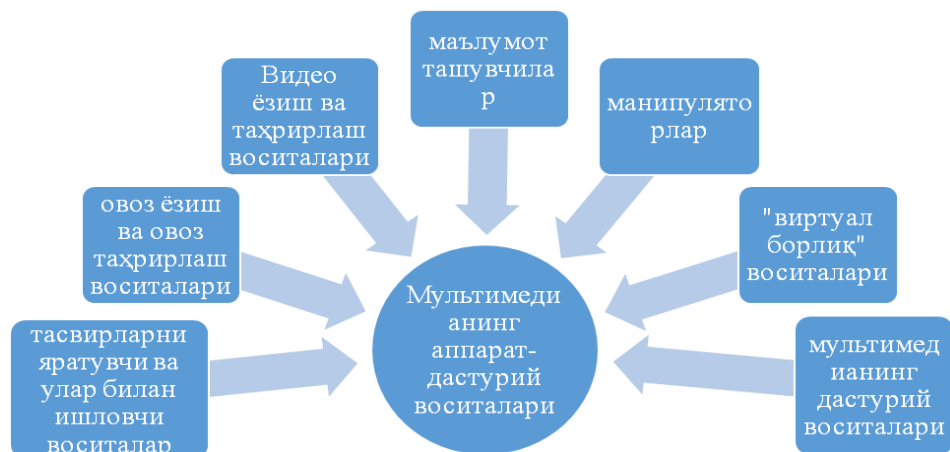 тасвирларни
яратувчи ва
улар билан
ишловчи
воситалар
овоз ёзиш
ва овоз
таҳрирлаш
воситалари
Видео
ёзиш ва
таҳрирлаш
воситалари
маълумот
ташувчила
р
манипулято
рлар
"виртуал
борлиқ"
воситалари
мультимед
ианинг
дастурий
воситалари
Мультимеди
анинг
аппарат-
дастурий
воситалари